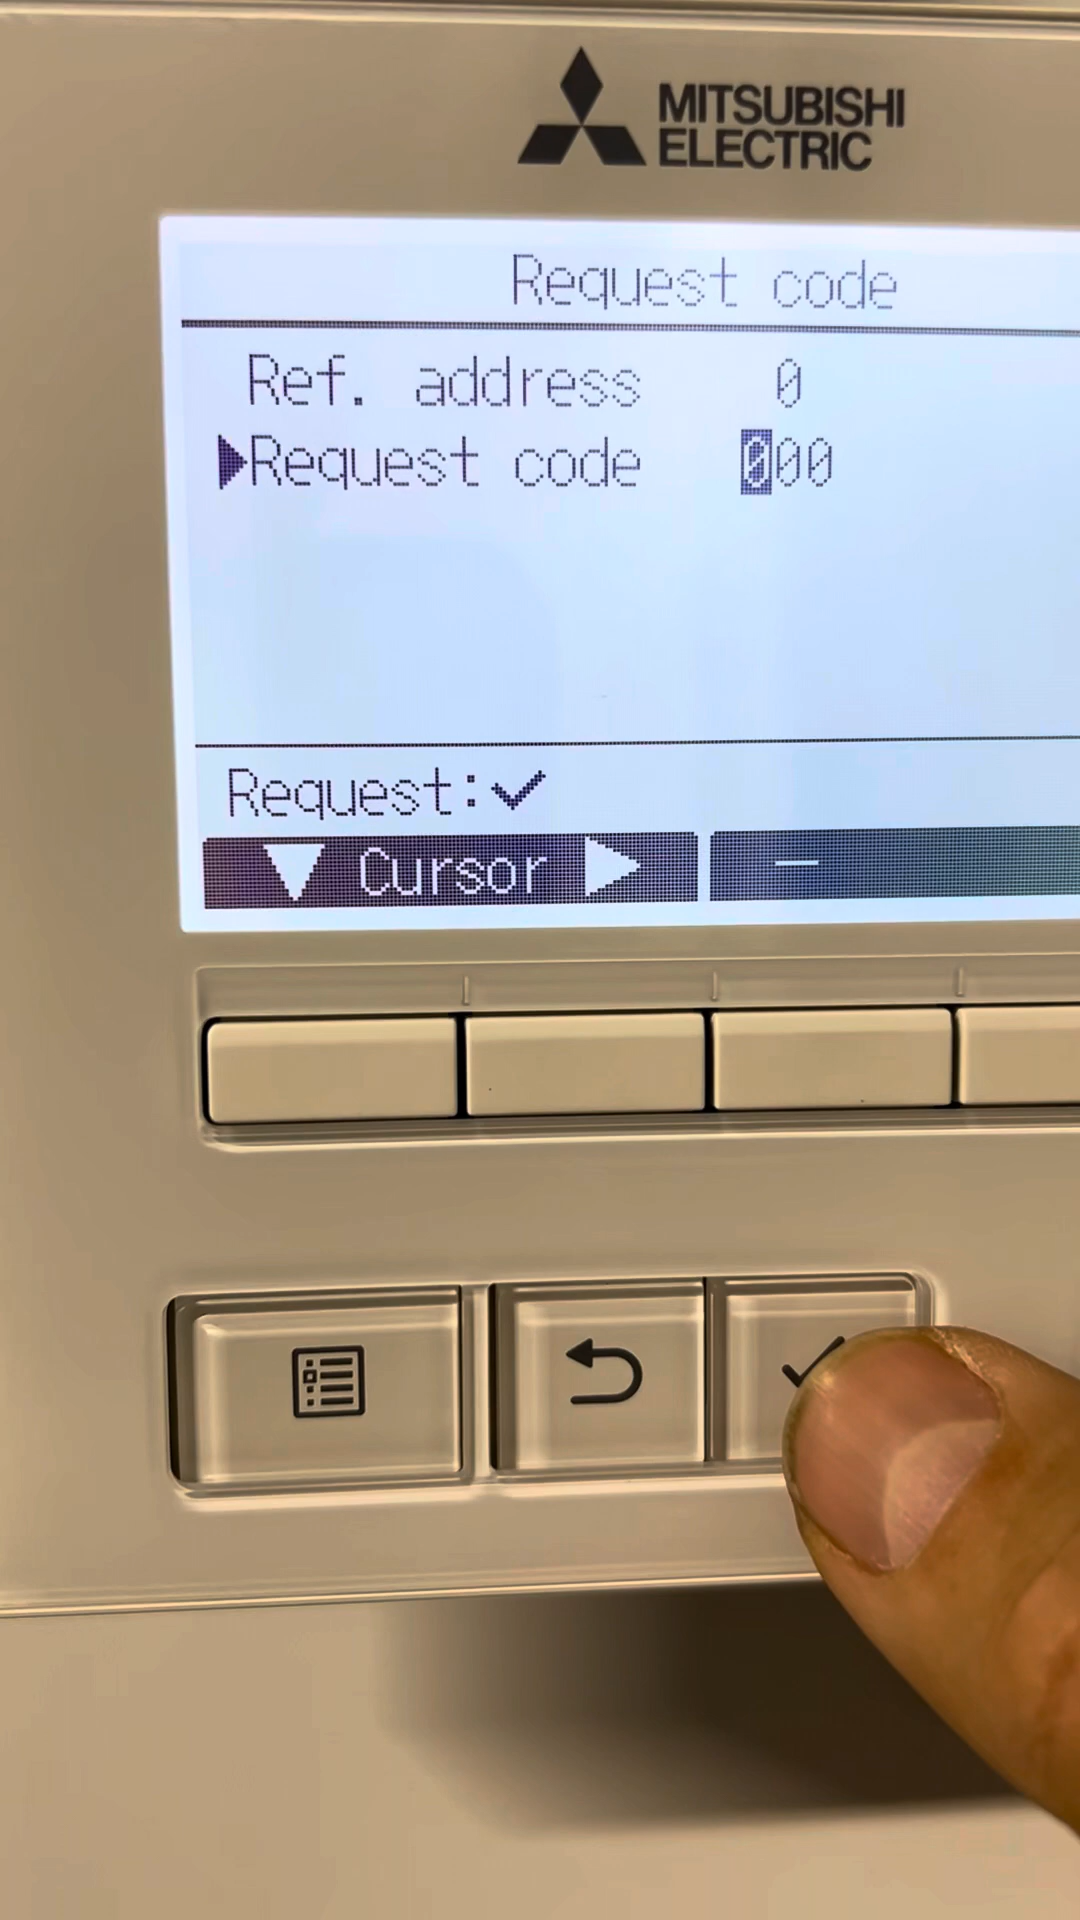 MITSUBISHI
ELECTRIC
Request code
Ref. address 0
▶Request code 000
Request:✓
▼ Cursor ▶ —